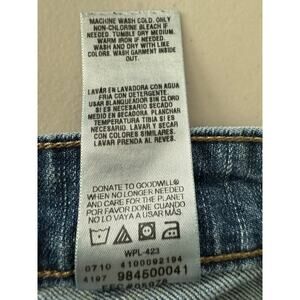 MACHINE WASH COLD. ONLY
NON-CHLORINE BLEACH IF
NEEDED. TUMBLE DRY MEDIUM.
WARM IRON IF NEEDED.
WASH AND DRY WITH LIKE
COLORS. WASH GARMENT INSIDE
OUT.
LAVAR EN LAVADORA CON AGUA
FRIA CON DETERGENTE.
USAR BLANQUEADOR SIN CLORO
SI ES NECESARIO SECADO
MEDIO EN SECADORA. PLANCHAR
TEMPERATURA TIBIA SI ES
NECESARIO. LAVAR Y SECAR
CON COLORES SIMILARES.
LAVAR PRENDA AL REVES.
DONATE TO GOODWILL®
WHEN NO LONGER NEEDED
AND CARE FOR THE PLANET
POR FAVOR DONE CUANDO
NO LO VAYA A USAR MAS
WPL-423
0710 4100092194
4197 984500041